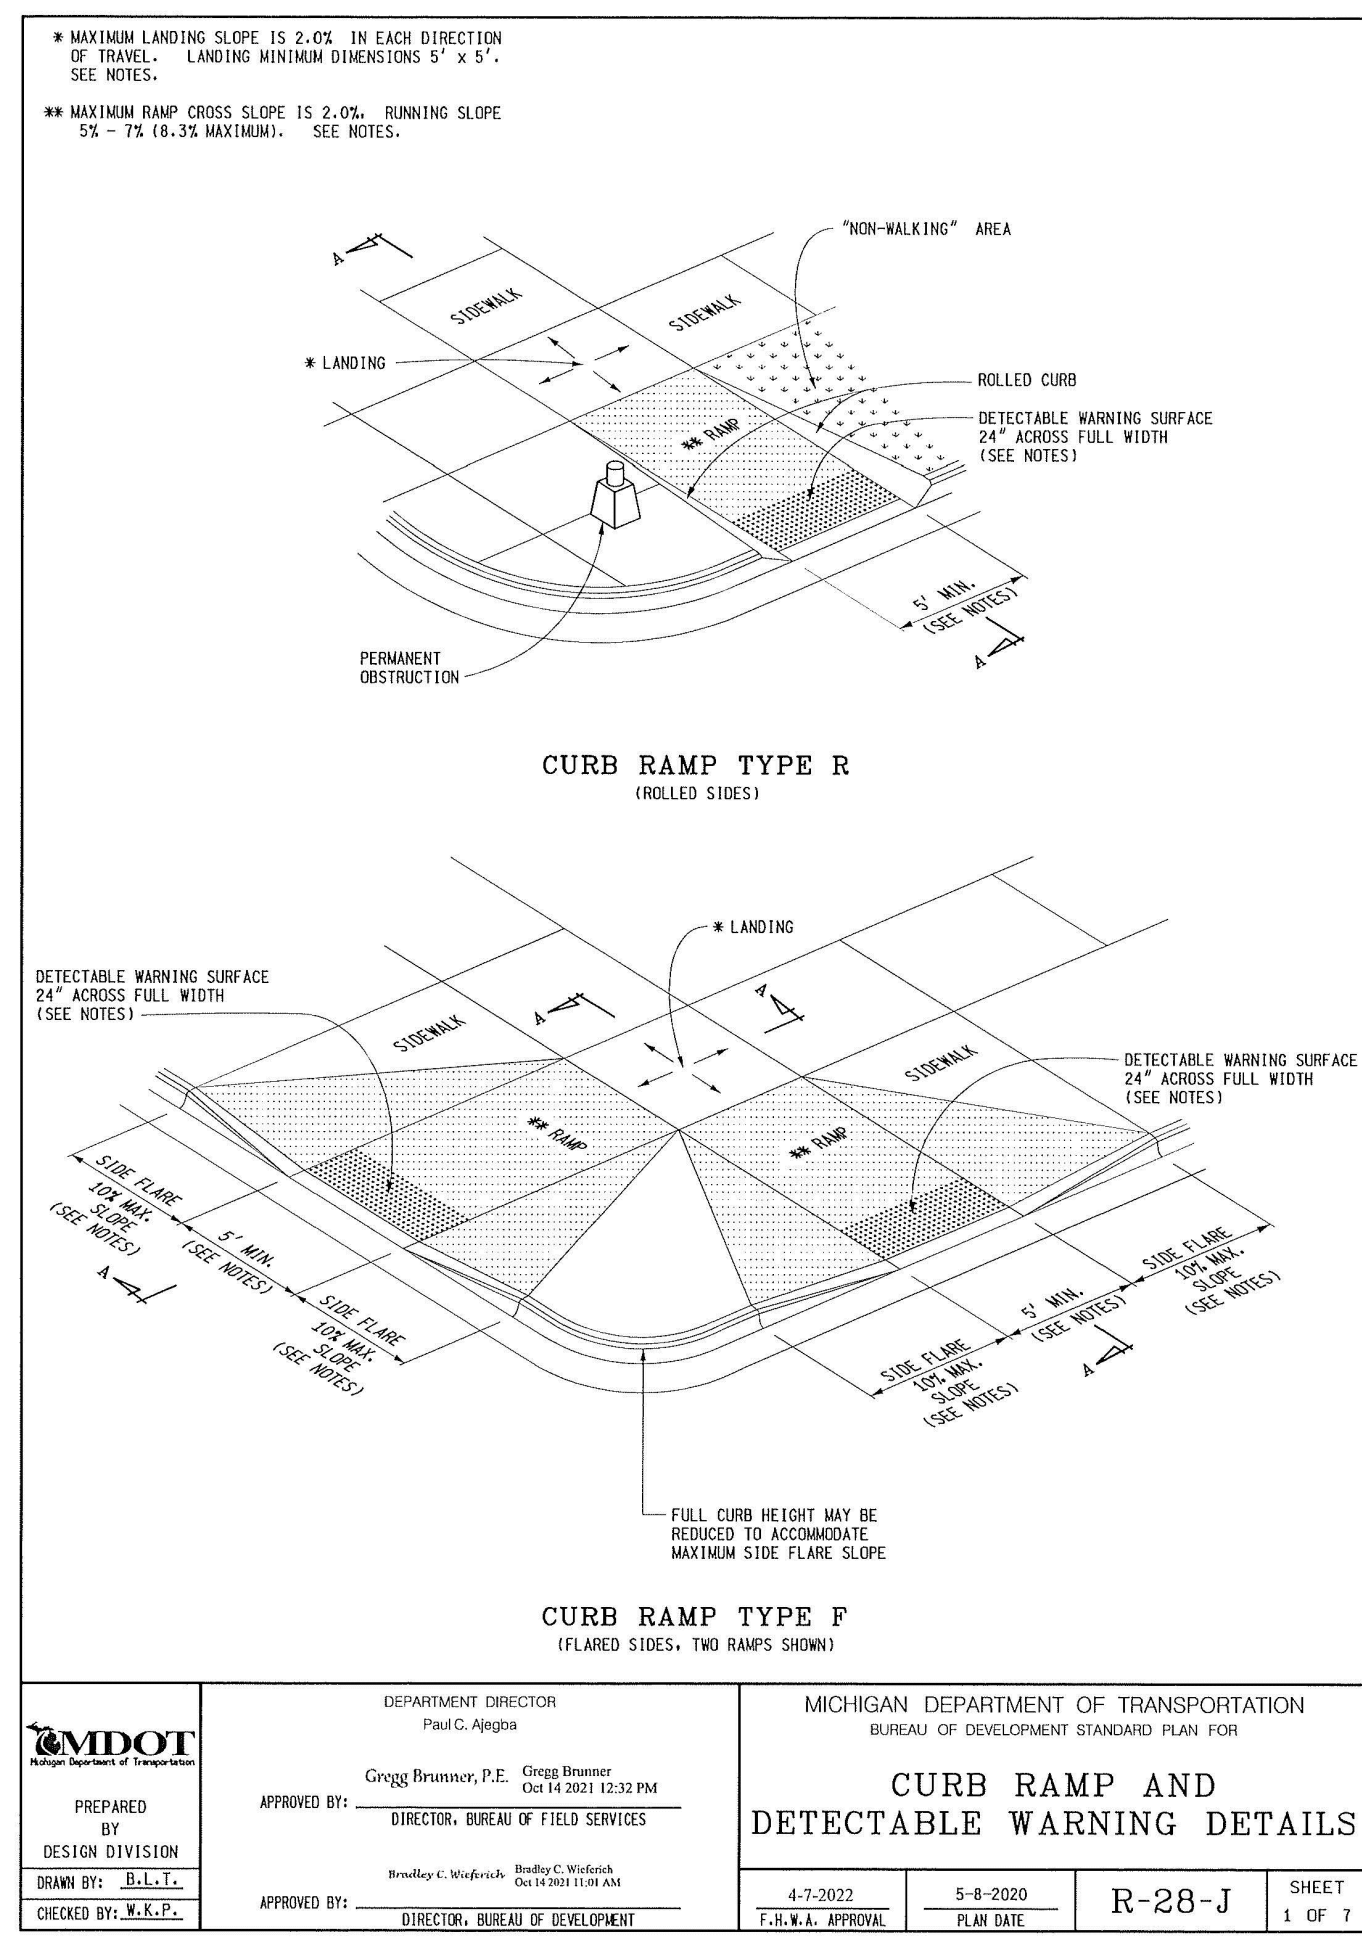 * MAXIMUM LANDING SLOPE IS 2.0% IN EACH DIRECTION
OF TRAVEL. LANDING MINIMUM DIMENSIONS 5' x 5'.
SEE NOTES.
** MAXIMUM RAMP CROSS SLOPE IS 2.0%. RUNNING SLOPE
5% - 7% (8.3% MAXIMUM). SEE NOTES.
"NON-WALKING" AREA
A
SIDEWALK
SIDEWALK
* LANDING
ROLLED CURB
DETECTABLE WARNING SURFACE
24" ACROSS FULL WIDTH
(SEE NOTES)
** RAMP
5' MIN.
(SEE NOTES)
A
PERMANENT
OBSTRUCTION
CURB RAMP TYPE R
(ROLLED SIDES)
* LANDING
DETECTABLE WARNING SURFACE
24" ACROSS FULL WIDTH
(SEE NOTES)
A
A
SIDEWALK
SIDEWALK
DETECTABLE WARNING SURFACE
24" ACROSS FULL WIDTH
(SEE NOTES)
** RAMP
** RAMP
SIDE FLARE
10% MAX.
SLOPE
(SEE NOTES)
5' MIN.
(SEE NOTES)
A
SIDE FLARE
10% MAX.
SLOPE
(SEE NOTES)
SIDE FLARE
10% MAX.
SLOPE
(SEE NOTES)
5' MIN.
(SEE NOTES)
A
SIDE FLARE
10% MAX.
SLOPE
(SEE NOTES)
FULL CURB HEIGHT MAY BE
REDUCED TO ACCOMMODATE
MAXIMUM SIDE FLARE SLOPE
CURB RAMP TYPE F
(FLARED SIDES, TWO RAMPS SHOWN)
MDOT
Michigan Department of Transportation
PREPARED
BY
DESIGN DIVISION
DRAWN BY: B.L.T.
CHECKED BY: W.K.P.
DEPARTMENT DIRECTOR
Paul C. Ajegba
Gregg Brunner, P.E. Gregg Brunner
Oct 14 2021 12:32 PM
APPROVED BY:
DIRECTOR, BUREAU OF FIELD SERVICES
Bradley C. Wieferich Bradley C. Wieferich
Oct 14 2021 11:01 AM
APPROVED BY:
DIRECTOR, BUREAU OF DEVELOPMENT
MICHIGAN DEPARTMENT OF TRANSPORTATION
BUREAU OF DEVELOPMENT STANDARD PLAN FOR
CURB RAMP AND
DETECTABLE WARNING DETAILS
4-7-2022
F.H.W.A. APPROVAL
5-8-2020
PLAN DATE
R-28-J
SHEET
1 OF 7